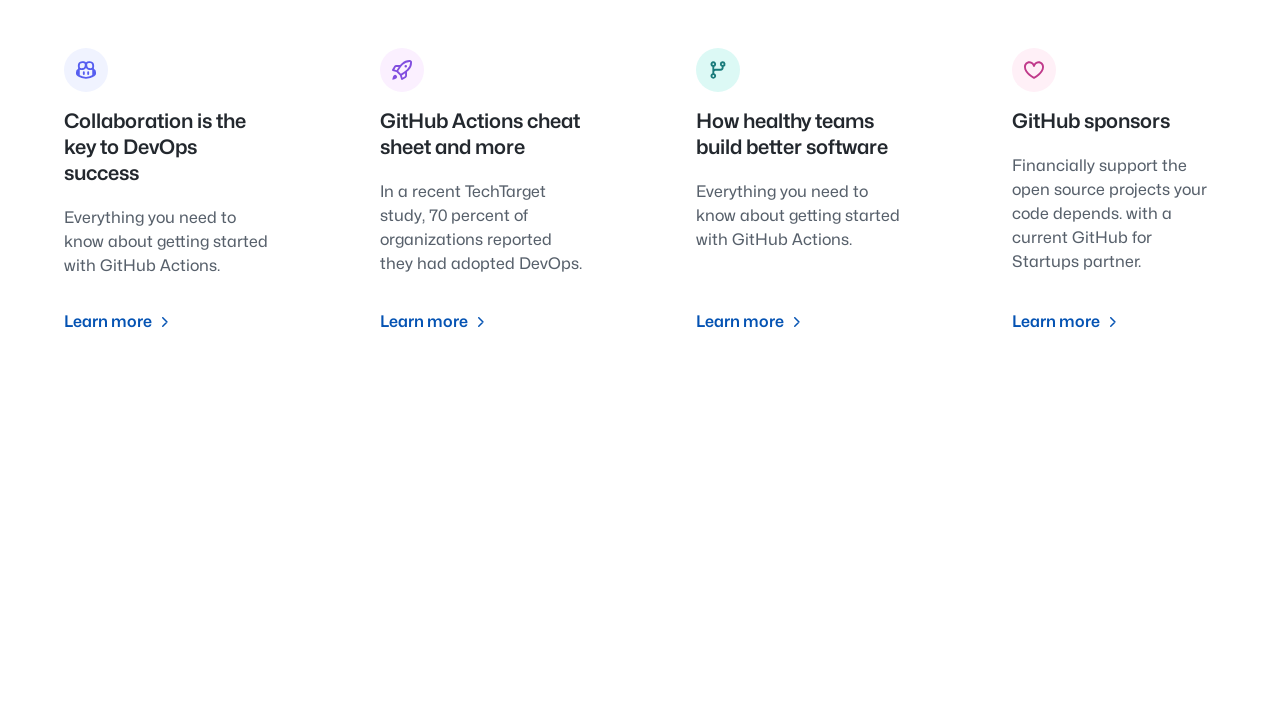 Collaboration is the
key to DevOps
success
Everything you need to
know about getting started
with GitHub Actions.
Learn more
GitHub Actions cheat
sheet and more
In a recent TechTarget
study, 70 percent of
organizations reported
they had adopted DevOps.
Learn more
How healthy teams
build better software
Everything you need to
know about getting started
with GitHub Actions.
Learn more
GitHub sponsors
Financially support the
open source projects your
code depends. with a
current GitHub for
Startups partner.
Learn more